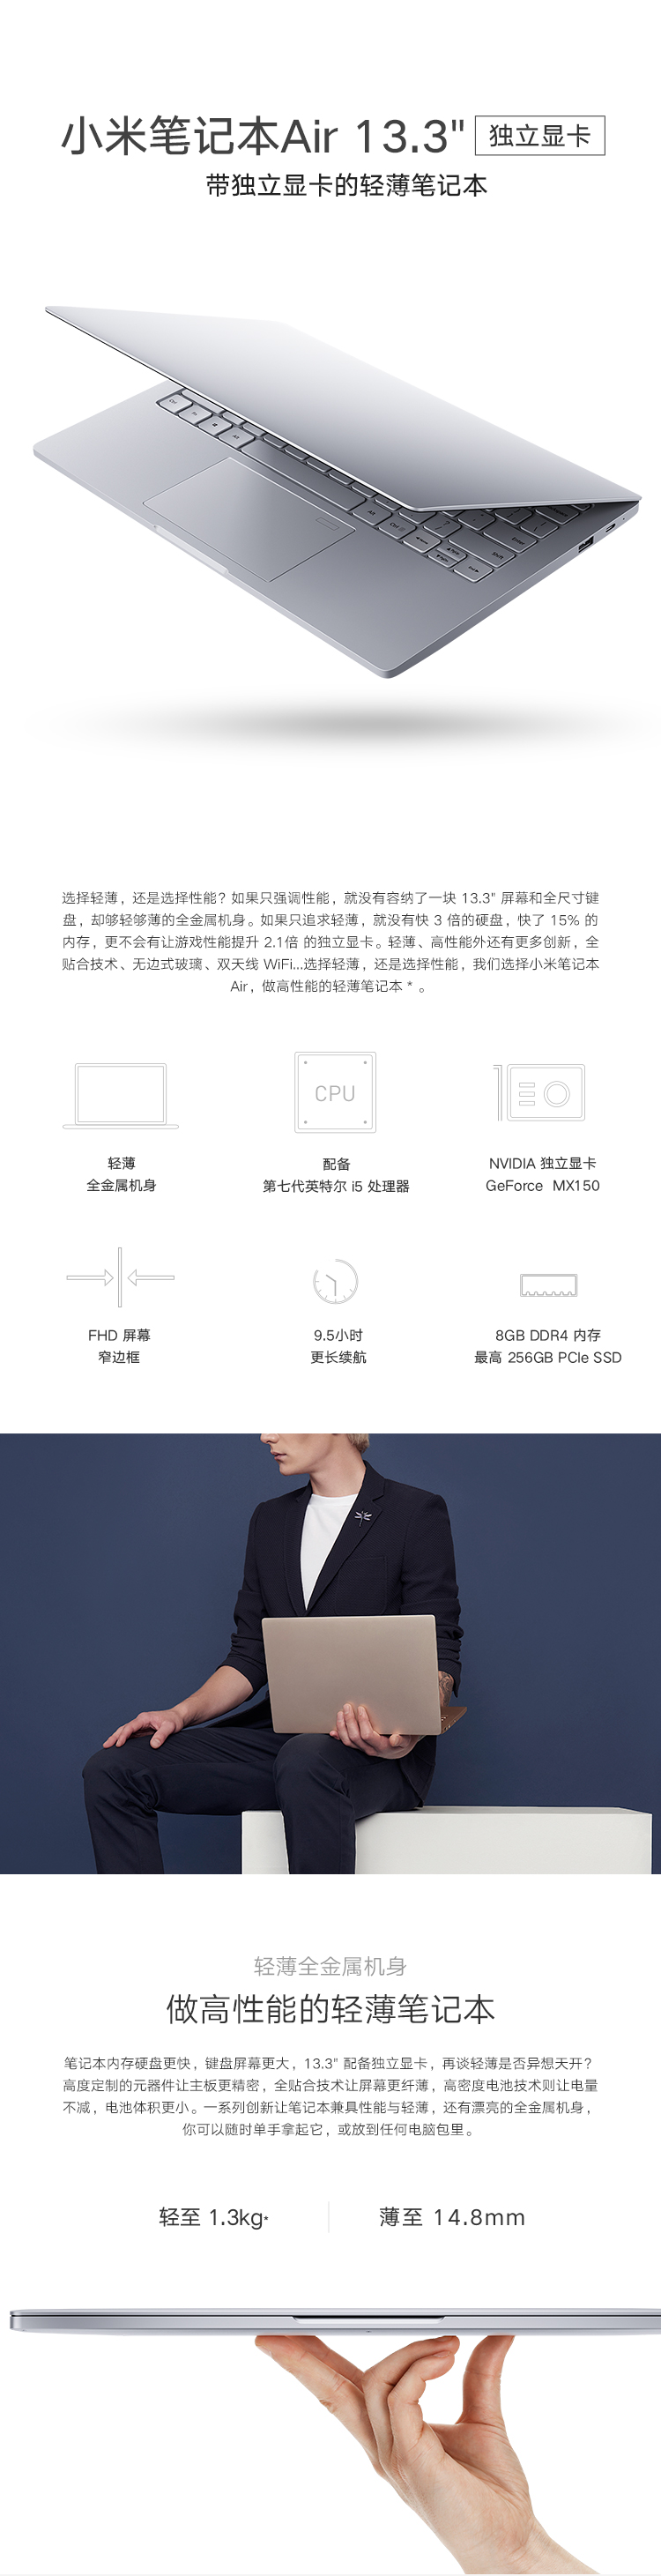 小米笔记本Air 13.3" 独立显卡
带独立显卡的轻薄笔记本
选择轻薄，还是选择性能？如果只强调性能，就没有容纳了一块 13.3" 屏幕和全尺寸键
盘，却够轻够薄的全金属机身。如果只追求轻薄，就没有快 3 倍的硬盘，快了 15% 的
内存，更不会有让游戏性能提升 2.1倍 的独立显卡。轻薄、高性能外还有更多创新，全
贴合技术、无边式玻璃、双天线 WiFi...选择轻薄，还是选择性能，我们选择小米笔记本
Air，做高性能的轻薄笔记本 * 。
CPU
轻薄
全金属机身
配备
第七代英特尔 i5 处理器
NVIDIA 独立显卡
GeForce MX150
FHD 屏幕
窄边框
9.5小时
更长续航
8GB DDR4 内存
最高 256GB PCIe SSD
轻薄全金属机身
做高性能的轻薄笔记本
笔记本内存硬盘更快，键盘屏幕更大，13.3" 配备独立显卡，再谈轻薄是否异想天开？
高度定制的元器件让主板更精密，全贴合技术让屏幕更纤薄，高密度电池技术则让电量
不减，电池体积更小。一系列创新让笔记本兼具性能与轻薄，还有漂亮的全金属机身，
你可以随时单手拿起它，或放到任何电脑包里。
轻至 1.3kg*
薄至 14.8mm